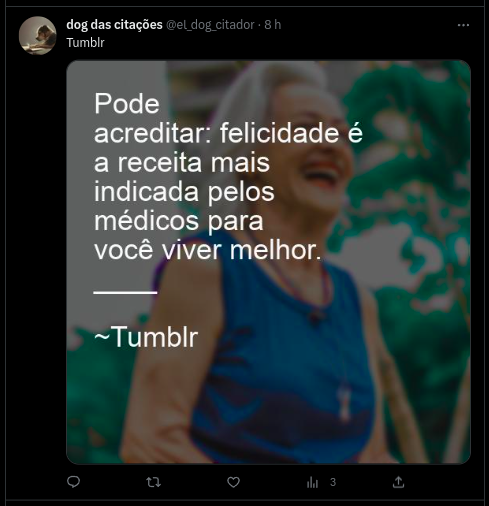 dog das citações @el_dog_citador · 8 h
Tumblr
Pode
acreditar: felicidade é
a receita mais
indicada pelos
médicos para
você viver melhor.
~Tumblr
3